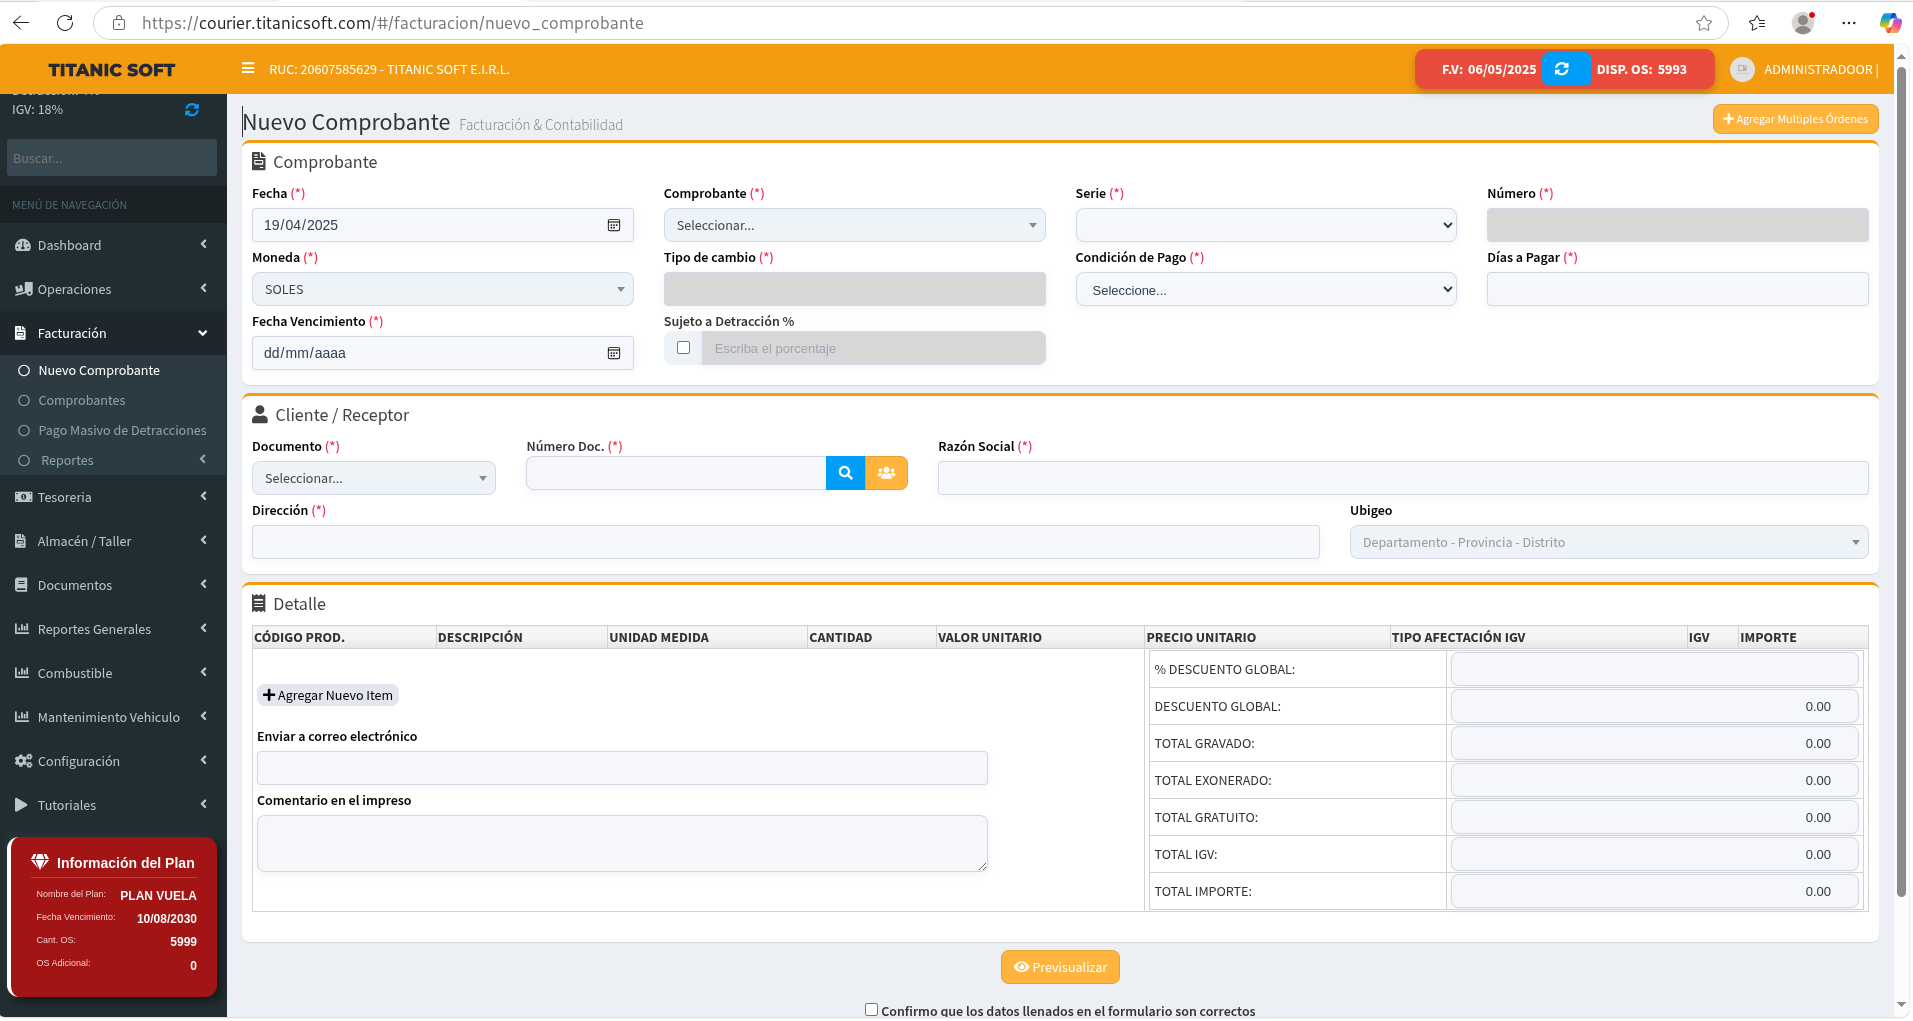 https://courier.titanicsoft.com/#/facturacion/nuevo_comprobante
TITANIC SOFT
RUC: 20607585629 - TITANIC SOFT E.I.R.L.
F.V: 06/05/2025
DISP. OS: 5993
ADMINISTRADOOR |
IGV: 18%
Buscar...
MENÚ DE NAVEGACIÓN
Dashboard
Operaciones
Facturación
Nuevo Comprobante
Comprobantes
Pago Masivo de Detracciones
Reportes
Tesoreria
Almacén / Taller
Documentos
Reportes Generales
Combustible
Mantenimiento Vehiculo
Configuración
Tutoriales
Información del Plan
Nombre del Plan: PLAN VUELA
Fecha Vencimiento: 10/08/2030
Cant. OS: 5999
OS Adicional: 0
Nuevo Comprobante Facturación & Contabilidad
Agregar Multiples Órdenes
Comprobante
Fecha (*)
19/04/2025
Comprobante (*)
Seleccionar...
Serie (*)
Número (*)
Moneda (*)
SOLES
Tipo de cambio (*)
Condición de Pago (*)
Seleccione...
Días a Pagar (*)
Fecha Vencimiento (*)
dd/mm/aaaa
Sujeto a Detracción %
Escriba el porcentaje
Cliente / Receptor
Documento (*)
Seleccionar...
Número Doc. (*)
Razón Social (*)
Dirección (*)
Ubigeo
Departamento - Provincia - Distrito
Detalle
CÓDIGO PROD. DESCRIPCIÓN UNIDAD MEDIDA CANTIDAD VALOR UNITARIO PRECIO UNITARIO TIPO AFECTACIÓN IGV IGV IMPORTE
Agregar Nuevo Item
Enviar a correo electrónico
Comentario en el impreso
% DESCUENTO GLOBAL:
DESCUENTO GLOBAL: 0.00
TOTAL GRAVADO: 0.00
TOTAL EXONERADO: 0.00
TOTAL GRATUITO: 0.00
TOTAL IGV: 0.00
TOTAL IMPORTE: 0.00
Previsualizar
Confirmo que los datos llenados en el formulario son correctos